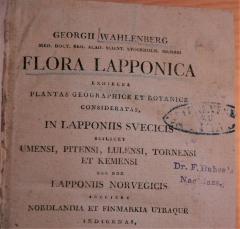 GEORGII WAHLENBERG
MED. DOCT. REG. ACAD. SCIENT. STOCKHOLM.
FLORA LAPPONICA
EXHIBENS
PLANTAS GEOGRAPHICE ET BOTANICE
CONSIDERATAS,
IN LAPPONIIS SVECICIS
SCILICET
UMENSI, PITENSI, LULENSI, TORNENSI
ET KEMENSI
NEC NON
LAPPONIIS NORVEGICIS
Dr. F.
Nachlass.
SCILICET
NORDLANDIA ET FINMARKIA UTRAQUE
INDIGENAS,